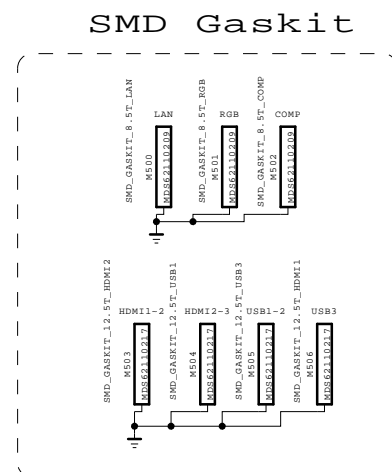 SMD Gaskit
SMD_GASKIT_8.5T_LAN
M500
LAN
MDS62110209
SMD_GASKIT_8.5T_RGB
M501
RGB
MDS62110209
SMD_GASKIT_8.5T_COMP
M502
COMP
MDS62110209
SMD_GASKIT_12.5T_HDMI2
M503
HDMI1-2
MDS62110217
SMD_GASKIT_12.5T_USB1
M504
HDMI2-3
MDS62110217
SMD_GASKIT_12.5T_USB3
M505
USB1-2
MDS62110217
SMD_GASKIT_12.5T_HDMI1
M506
USB3
MDS62110217